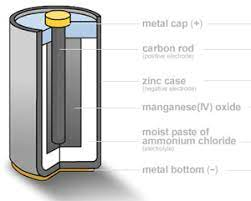 metal cap (+)
carbon rod
(positive electrode)
zinc case
(negative electrode)
manganese(IV) oxide
moist paste of
ammonium chloride
(electrolyte)
metal bottom (−)